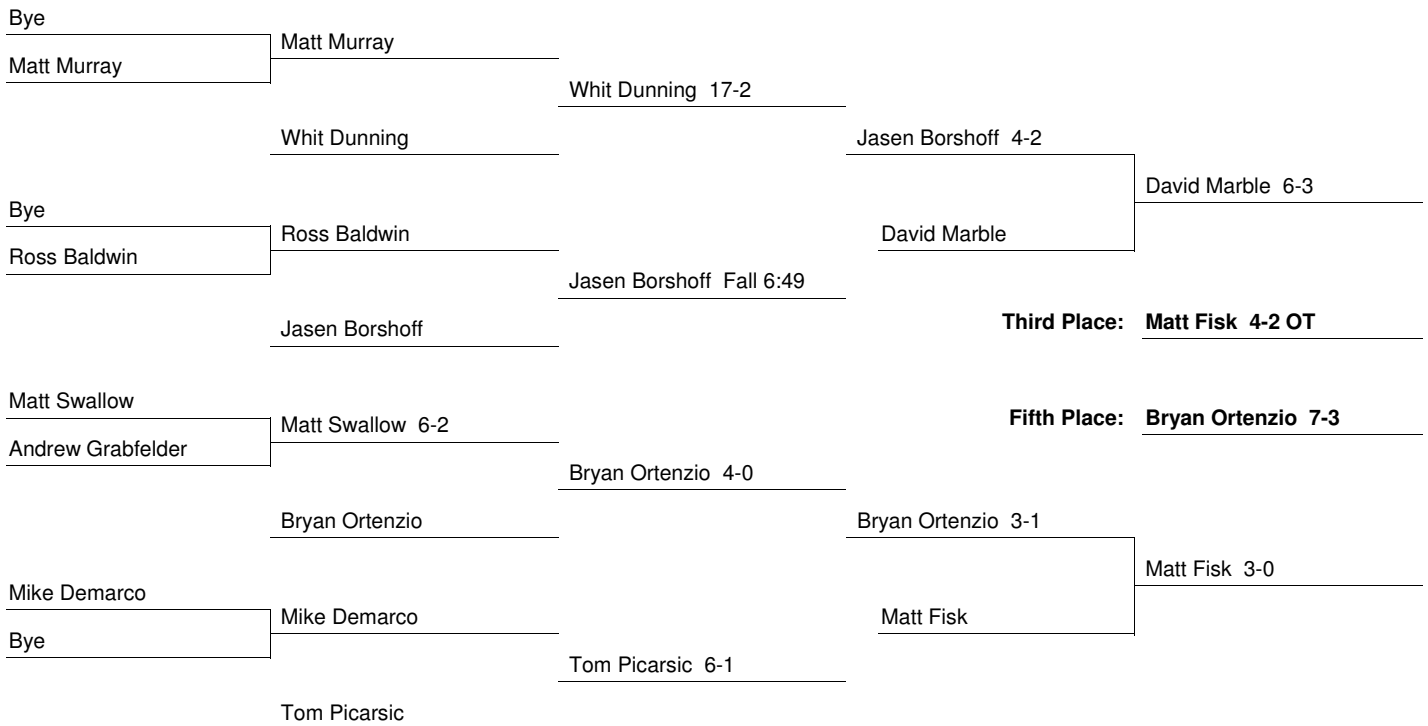 Bye
Matt Murray
Matt Murray
Whit Dunning 17-2
Whit Dunning
Jasen Borshoff 4-2
David Marble 6-3
Bye
Ross Baldwin
David Marble
Ross Baldwin
Jasen Borshoff Fall 6:49
Jasen Borshoff
Third Place: Matt Fisk 4-2 OT
Matt Swallow
Matt Swallow 6-2
Fifth Place: Bryan Ortenzio 7-3
Andrew Grabfelder
Bryan Ortenzio 4-0
Bryan Ortenzio
Bryan Ortenzio 3-1
Matt Fisk 3-0
Mike Demarco
Mike Demarco
Matt Fisk
Bye
Tom Picarsic 6-1
Tom Picarsic